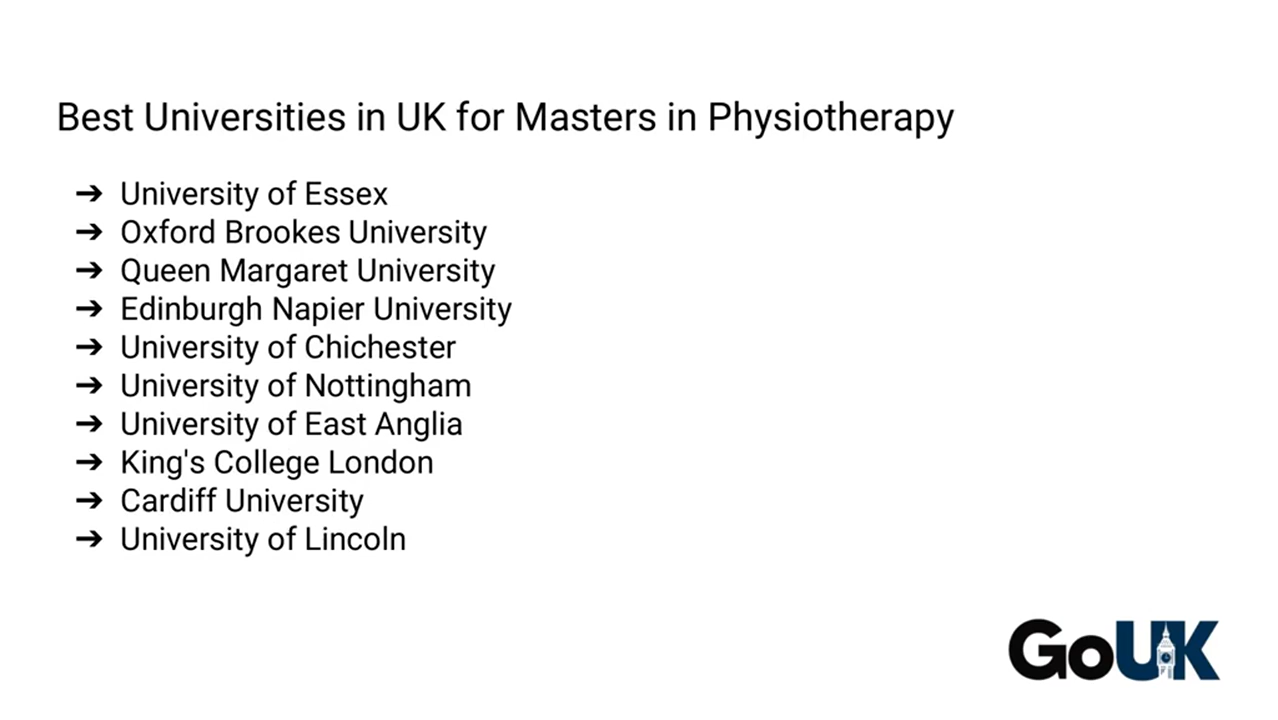 Best Universities in UK for Masters in Physiotherapy
➔ University of Essex
➔ Oxford Brookes University
➔ Queen Margaret University
➔ Edinburgh Napier University
➔ University of Chichester
➔ University of Nottingham
➔ University of East Anglia
➔ King's College London
➔ Cardiff University
➔ University of Lincoln
GoUK